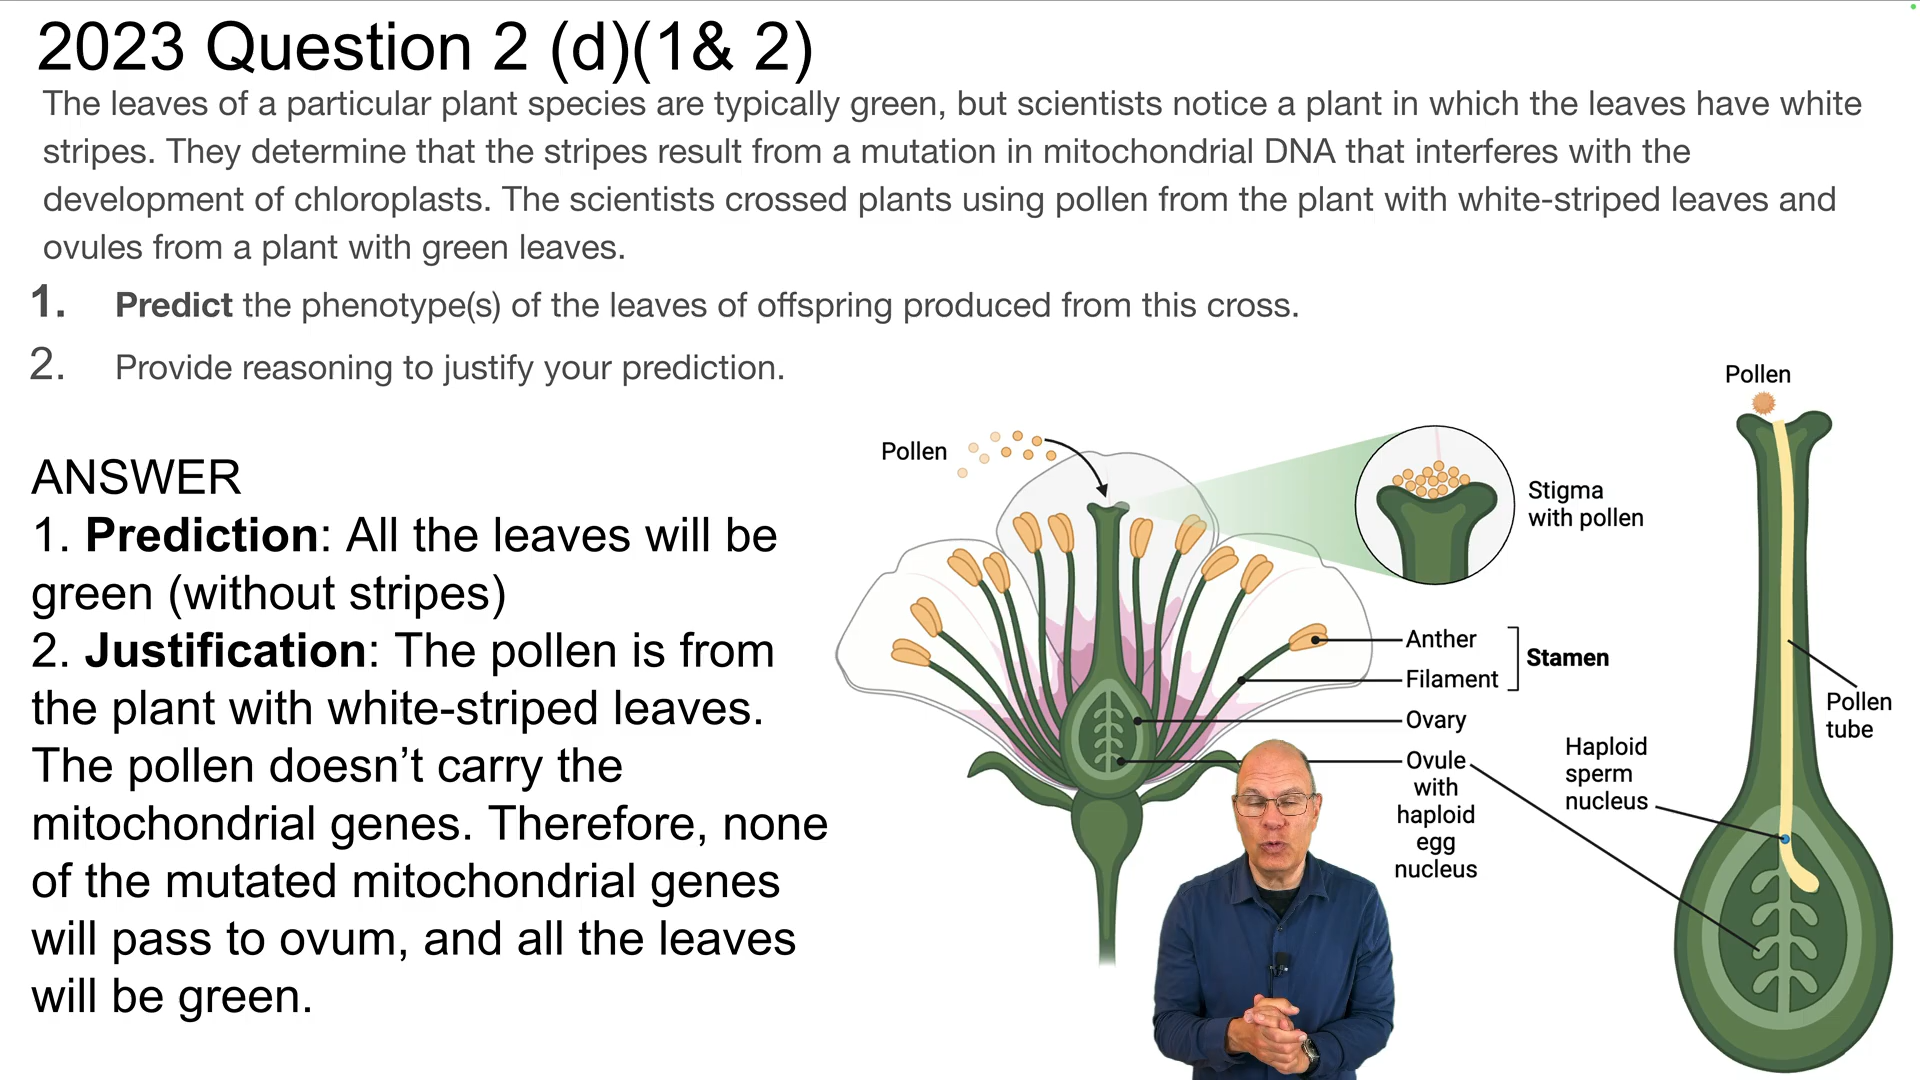 2023 Question 2 (d)(1& 2)
The leaves of a particular plant species are typically green, but scientists notice a plant in which the leaves have white
stripes. They determine that the stripes result from a mutation in mitochondrial DNA that interferes with the
development of chloroplasts. The scientists crossed plants using pollen from the plant with white-striped leaves and
ovules from a plant with green leaves.
1. Predict the phenotype(s) of the leaves of offspring produced from this cross.
2. Provide reasoning to justify your prediction.
ANSWER
1. Prediction: All the leaves will be
green (without stripes)
2. Justification: The pollen is from
the plant with white-striped leaves.
The pollen doesn’t carry the
mitochondrial genes. Therefore, none
of the mutated mitochondrial genes
will pass to ovum, and all the leaves
will be green.
Pollen
Stigma
with pollen
Anther
Filament
Stamen
Ovary
Ovule
with
haploid
egg
nucleus
Pollen
Pollen
tube
Haploid
sperm
nucleus